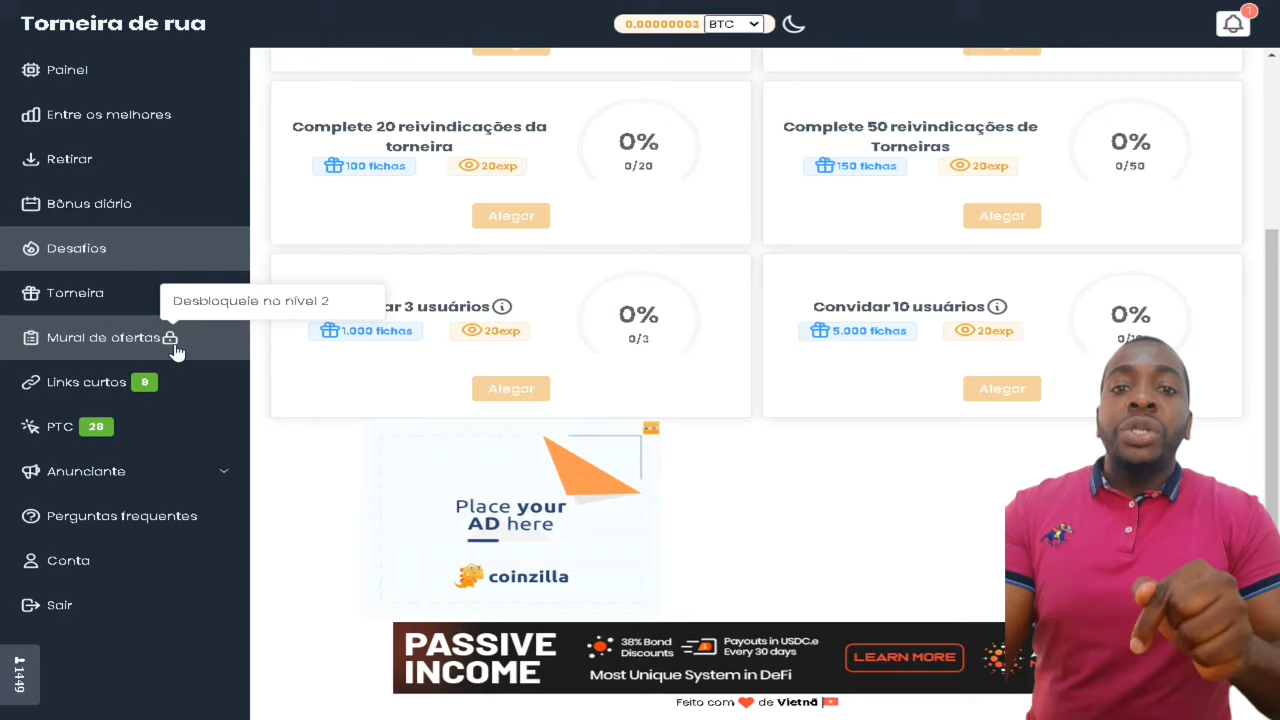 Torneira de rua
0.00000003 BTC
1
Painel
Entre os melhores
Retirar
Bônus diário
Desafios
Torneira
Desbloqueie no nível 2
Mural de ofertas
Links curtos 9
PTC 28
Anunciante
Perguntas frequentes
Conta
Sair
Complete 20 reivindicações da
torneira
100 fichas 20exp
0%
0/20
Alegar
Complete 50 reivindicações de
Torneiras
150 fichas 20exp
0%
0/50
Alegar
ar 3 usuários
1.000 fichas 20exp
0%
0/3
Alegar
Convidar 10 usuários
5.000 fichas 20exp
0%
Alegar
Place your
AD here
coinzilla
PASSIVE
INCOME
38% Bond
Discounts
Payouts in USDC.e
Every 30 days
Most Unique System in DeFi
LEARN MORE
Feito com ❤ de Vietnã